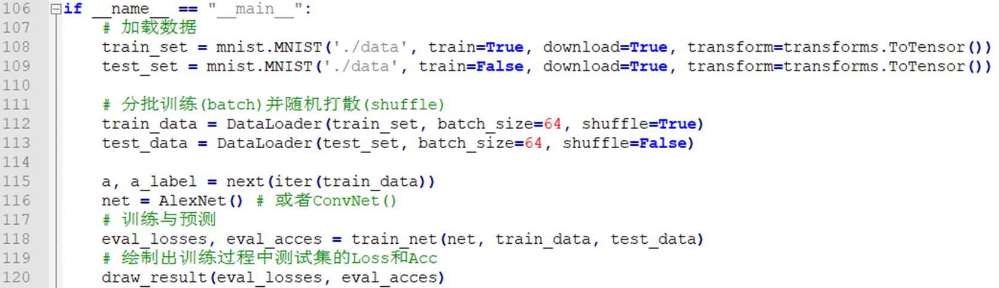 106 if __name__ == "__main__":
107 # 加载数据
108 train_set = mnist.MNIST('./data', train=True, download=True, transform=transforms.ToTensor())
109 test_set = mnist.MNIST('./data', train=False, download=True, transform=transforms.ToTensor())
110
111 # 分批训练(batch)并随机打散(shuffle)
112 train_data = DataLoader(train_set, batch_size=64, shuffle=True)
113 test_data = DataLoader(test_set, batch_size=64, shuffle=False)
114
115 a, a_label = next(iter(train_data))
116 net = AlexNet() # 或者ConvNet()
117 # 训练与预测
118 eval_losses, eval_acces = train_net(net, train_data, test_data)
119 # 绘制出训练过程中测试集的Loss和Acc
120 draw_result(eval_losses, eval_acces)